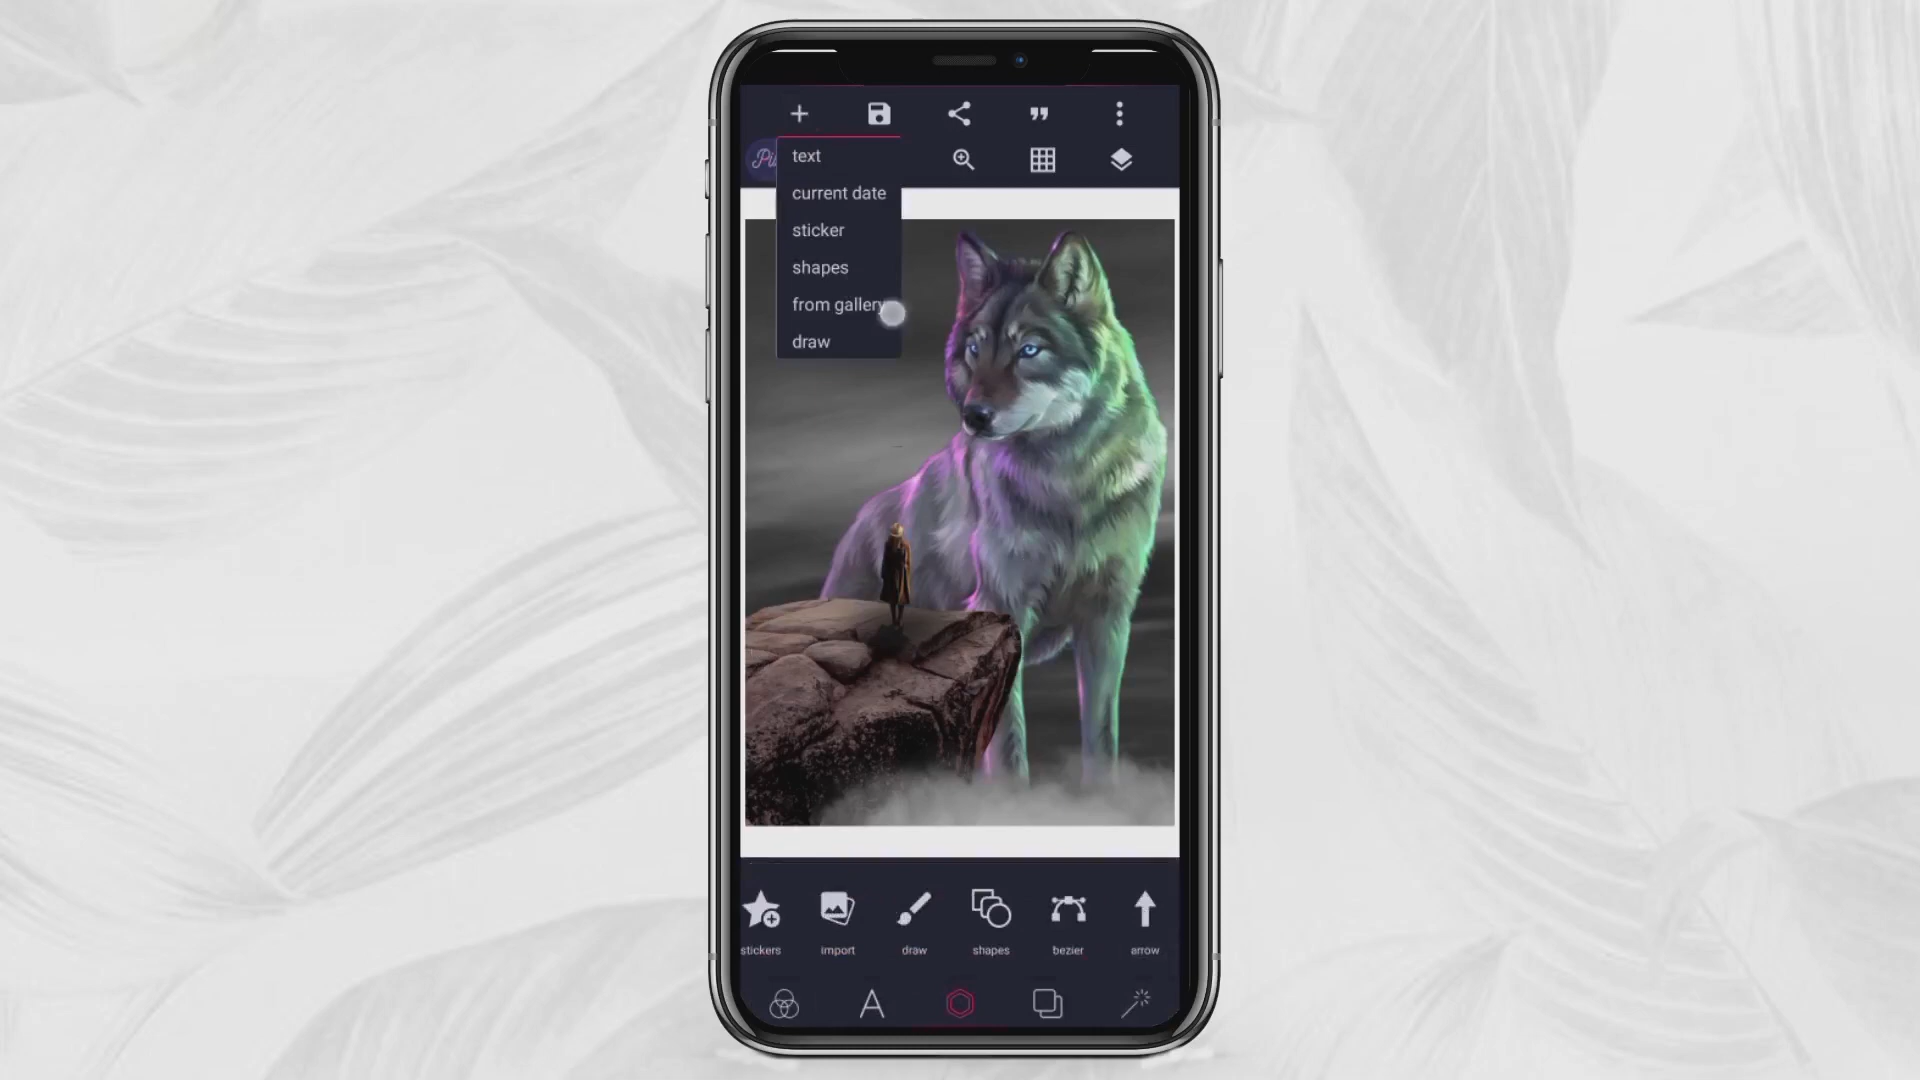 text
current date
sticker
shapes
from gallery
draw
stickers
import
draw
shapes
bezier
arrow